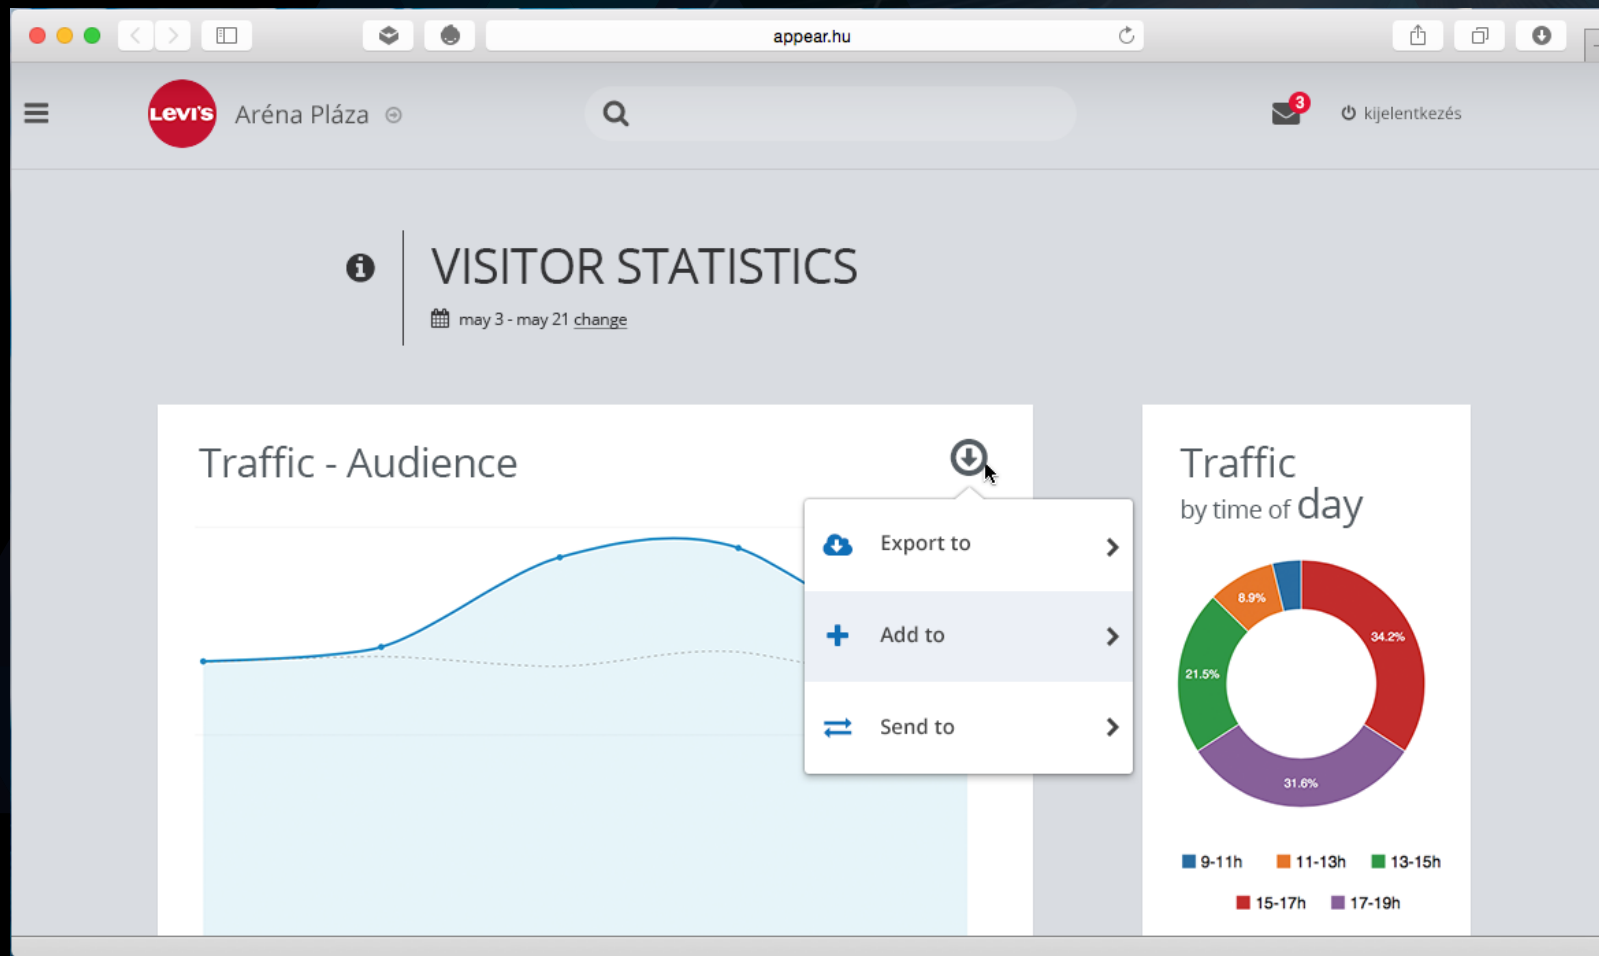 appear.hu
LEVI'S
Aréna Pláza
3
kijelentkezés
VISITOR STATISTICS
may 3 - may 21 change
Traffic - Audience
Export to
Add to
Send to
Traffic
by time of day
8.9%
34.2%
21.5%
31.6%
9-11h 11-13h 13-15h
15-17h 17-19h